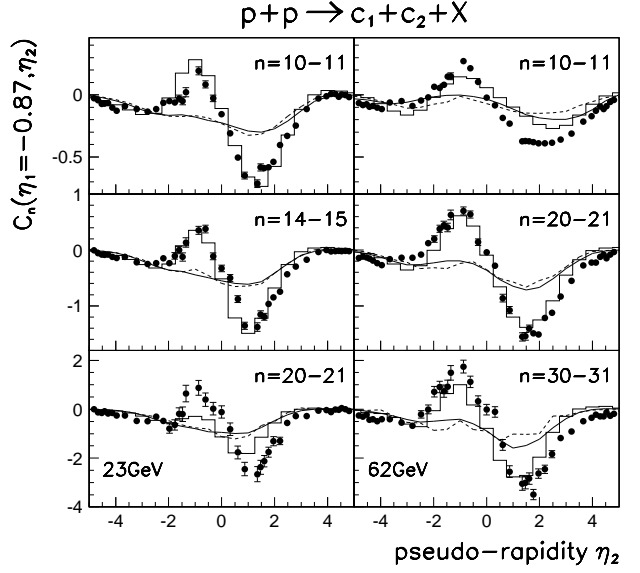 p+p → c₁+c₂+X
Cₙ(η₁=−0.87,η₂)
n=10−11
n=10−11
0
-0.5
n=14−15
n=20−21
1
0
-1
n=20−21
n=30−31
2
0
-2
-4
23GeV
62GeV
-4 -2 0 2 4 -4 -2 0 2 4
pseudo−rapidity η₂